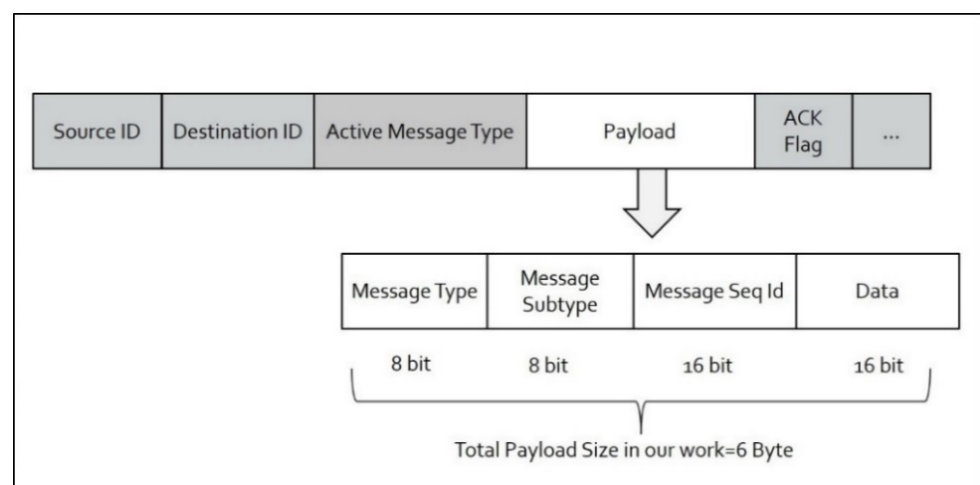 Source ID Destination ID Active Message Type Payload ACK Flag ...
Message Type Message Subtype Message Seq Id Data
8 bit 8 bit 16 bit 16 bit
Total Payload Size in our work=6 Byte